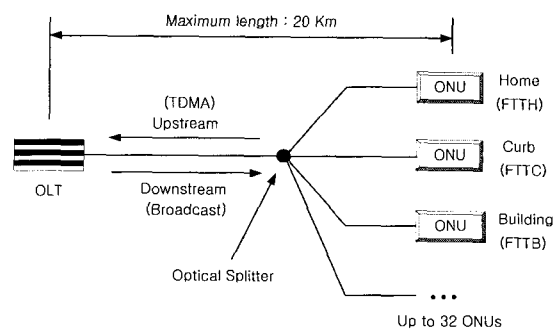 Maximum length : 20 Km
Home
(FTTH)
ONU
(TDMA)
Upstream
Curb
(FTTC)
ONU
OLT
Downstream
(Broadcast)
Building
(FTTB)
ONU
Optical Splitter
•••
Up to 32 ONUs